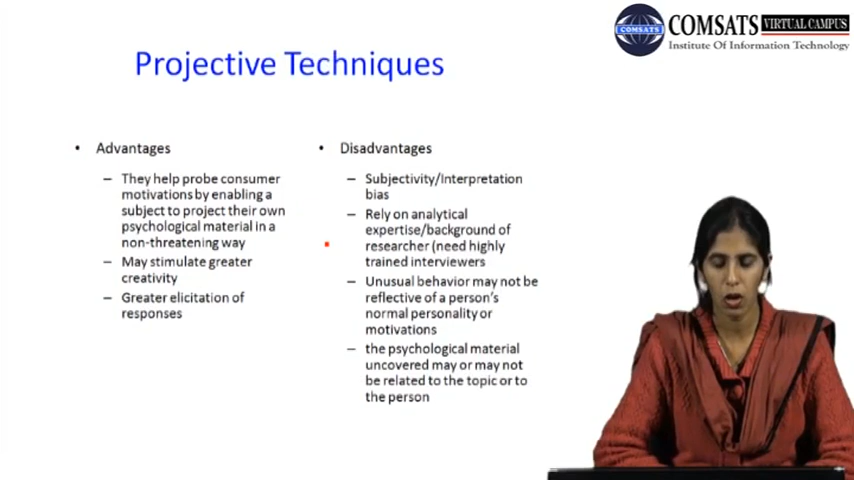 COMSATS VIRTUAL CAMPUS
COMSATS
Institute Of Information Technology
Projective Techniques
• Advantages
– They help probe consumer
motivations by enabling a
subject to project their own
psychological material in a
non-threatening way
– May stimulate greater
creativity
– Greater elicitation of
responses
• Disadvantages
– Subjectivity/Interpretation
bias
– Rely on analytical
expertise/background of
researcher (need highly
trained interviewers
– Unusual behavior may not be
reflective of a person's
normal personality or
motivations
– the psychological material
uncovered may or may not
be related to the topic or to
the person